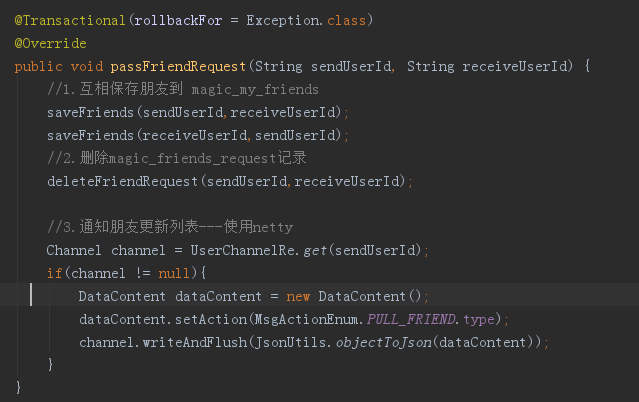 @Transactional(rollbackFor = Exception.class)
@Override
public void passFriendRequest(String sendUserId, String receiveUserId) {
//1.互相保存朋友到 magic_my_friends
saveFriends(sendUserId,receiveUserId);
saveFriends(receiveUserId,sendUserId);
//2.删除magic_friends_request记录
deleteFriendRequest(sendUserId,receiveUserId);
//3.通知朋友更新列表---使用netty
Channel channel = UserChannelRe.get(sendUserId);
if(channel != null){
DataContent dataContent = new DataContent();
dataContent.setAction(MsgActionEnum.PULL_FRIEND.type);
channel.writeAndFlush(JsonUtils.objectToJson(dataContent));
}
}